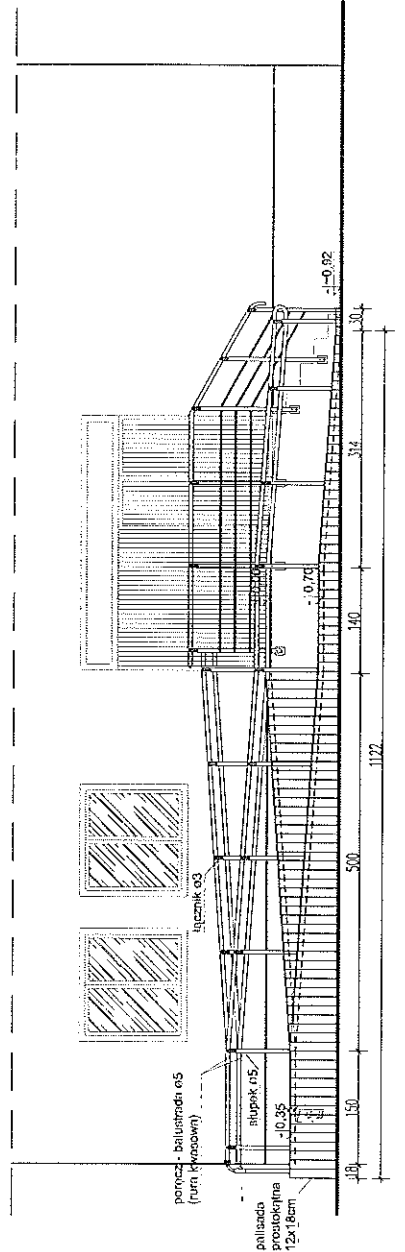 poręcz - balustrada ø5
(rura kwasowa)
łącznik ø3
słupek ø5
-0,35
-0,70
-0,92
palisada
prostokątna
12x18cm
18
150
500
140
314
30
1122